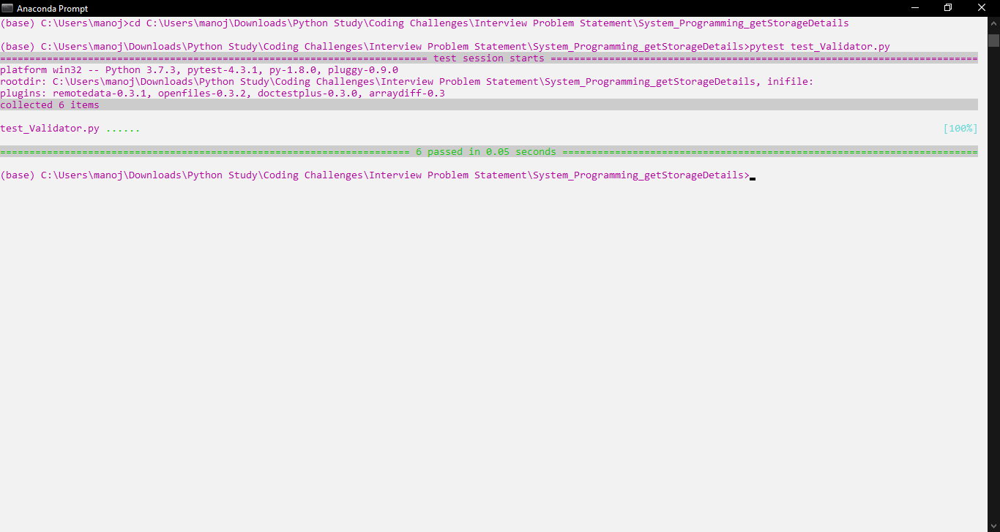 Anaconda Prompt
(base) C:\Users\manoj>cd C:\Users\manoj\Downloads\Python Study\Coding Challenges\Interview Problem Statement\System_Programming_getStorageDetails
(base) C:\Users\manoj\Downloads\Python Study\Coding Challenges\Interview Problem Statement\System_Programming_getStorageDetails>pytest test_Validator.py
========================================================================= test session starts =========================================================================
platform win32 -- Python 3.7.3, pytest-4.3.1, py-1.8.0, pluggy-0.9.0
rootdir: C:\Users\manoj\Downloads\Python Study\Coding Challenges\Interview Problem Statement\System_Programming_getStorageDetails, inifile:
plugins: remotedata-0.3.1, openfiles-0.3.2, doctestplus-0.3.0, arraydiff-0.3
collected 6 items
test_Validator.py ...... [100%]
====================================================================== 6 passed in 0.05 seconds =======================================================================
(base) C:\Users\manoj\Downloads\Python Study\Coding Challenges\Interview Problem Statement\System_Programming_getStorageDetails>